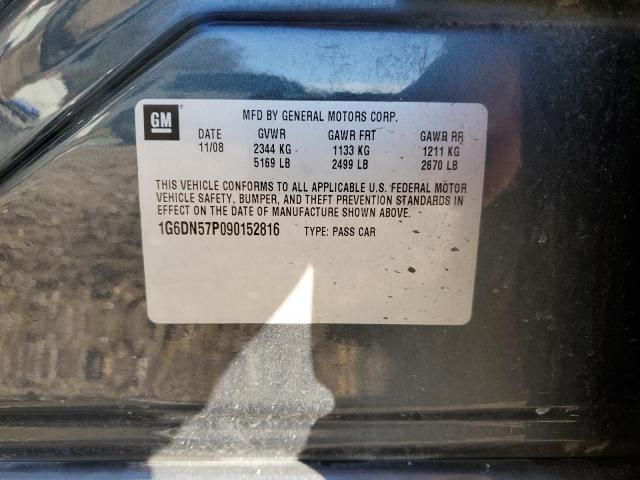 GM
MFD BY GENERAL MOTORS CORP.
DATE GVWR GAWR FRT GAWR RR
11/08 2344 KG 1133 KG 1211 KG
5169 LB 2499 LB 2670 LB
THIS VEHICLE CONFORMS TO ALL APPLICABLE U.S. FEDERAL MOTOR
VEHICLE SAFETY, BUMPER, AND THEFT PREVENTION STANDARDS IN
EFFECT ON THE DATE OF MANUFACTURE SHOWN ABOVE.
1G6DN57P090152816 TYPE: PASS CAR